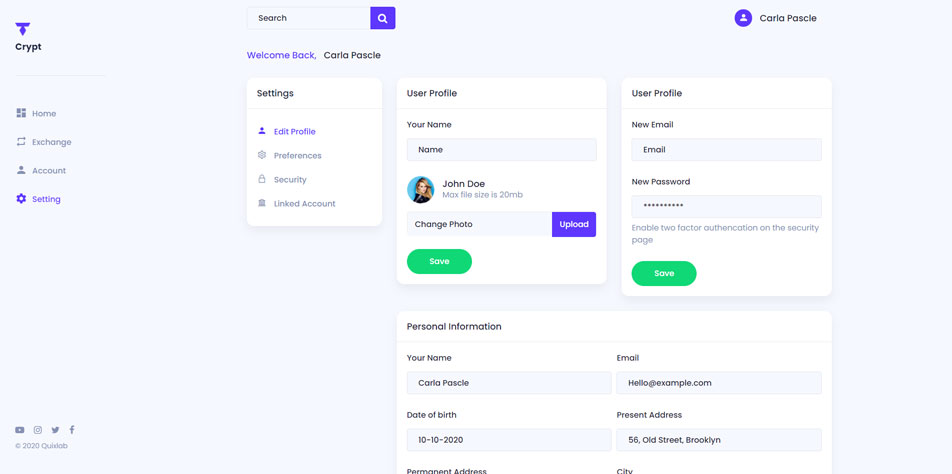 Crypt
Home
Exchange
Account
Setting
© 2020 Quixlab
Search
Carla Pascle
Welcome Back, Carla Pascle
Settings
Edit Profile
Preferences
Security
Linked Account
User Profile
Your Name
Name
John Doe
Max file size is 20mb
Change Photo
Upload
Save
User Profile
New Email
Email
New Password
**********
Enable two factor authencation on the security
page
Save
Personal Information
Your Name
Email
Carla Pascle
Hello@example.com
Date of birth
Present Address
10-10-2020
56, Old Street, Brooklyn
Permanent Address
City